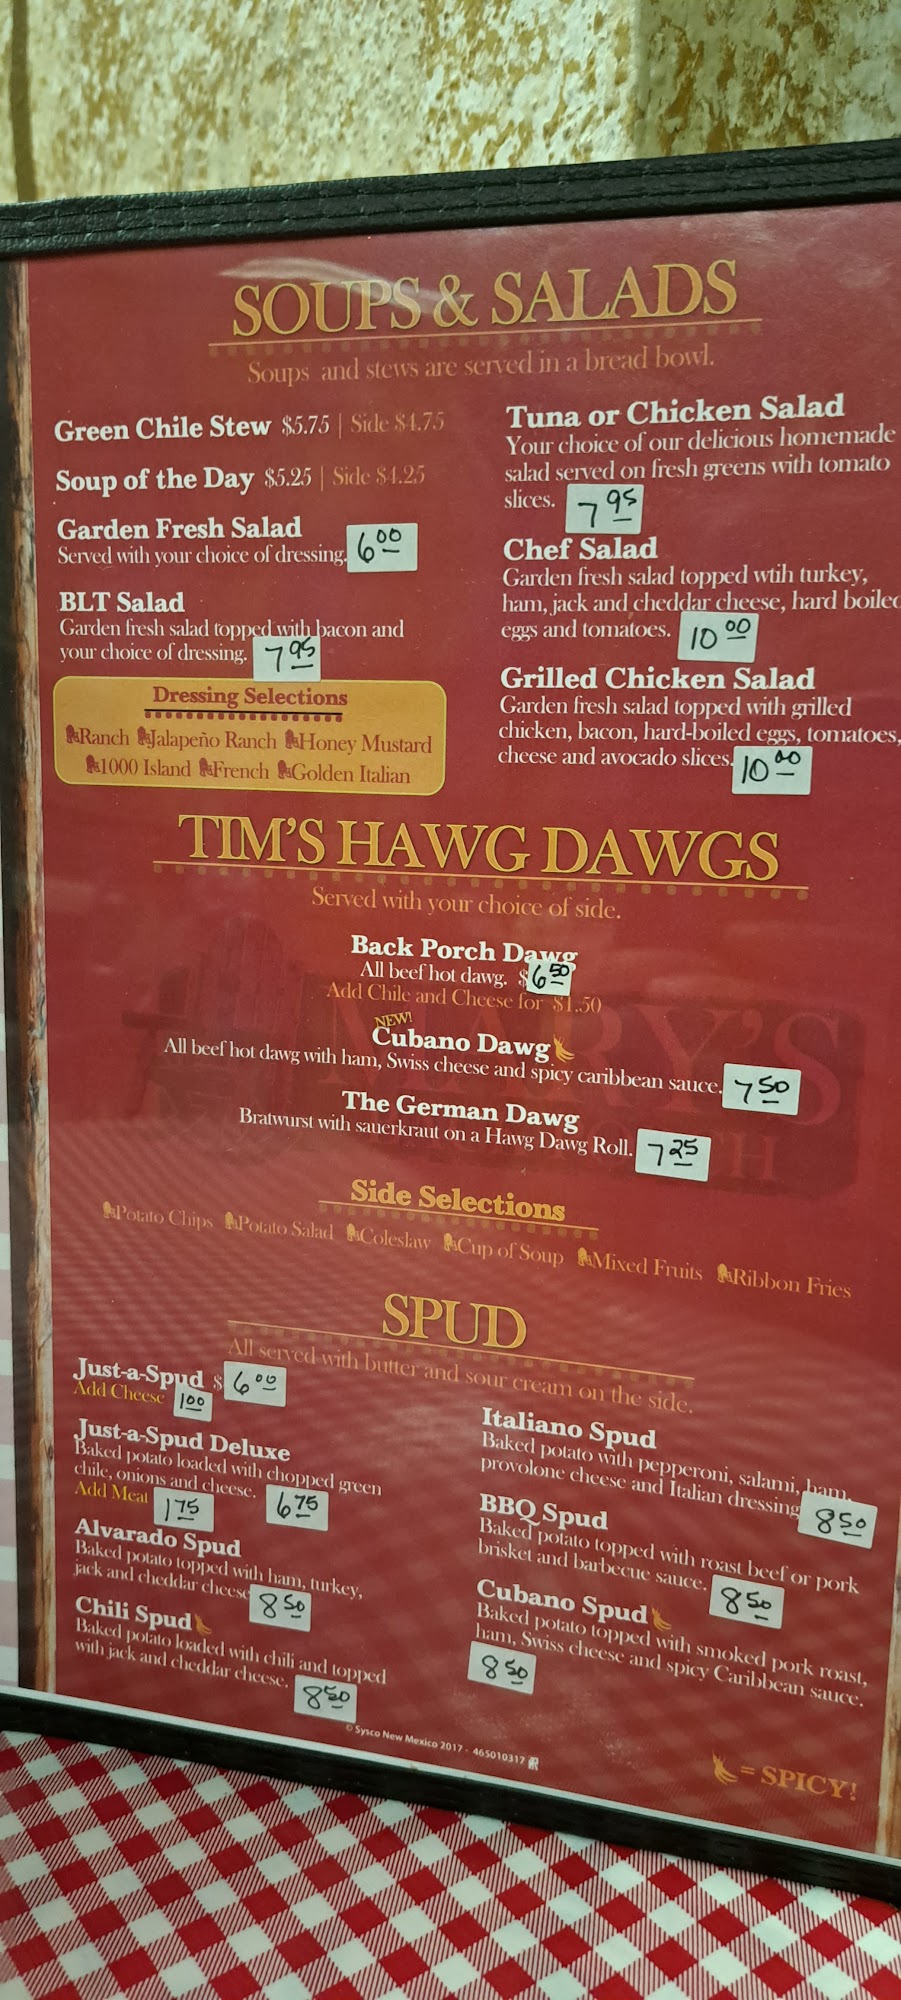 SOUPS & SALADS
Soups and stews are served in a bread bowl.
Green Chile Stew $5.75 | Side $4.75
Soup of the Day $5.25 | Side $4.25
Garden Fresh Salad
Served with your choice of dressing. 6.00
BLT Salad
Garden fresh salad topped with bacon and
your choice of dressing. 7.95
Dressing Selections
Ranch Jalapeño Ranch Honey Mustard
1000 Island French Golden Italian
Tuna or Chicken Salad
Your choice of our delicious homemade
salad served on fresh greens with tomato
slices. 7.95
Chef Salad
Garden fresh salad topped wtih turkey,
ham, jack and cheddar cheese, hard boiled
eggs and tomatoes. 10.00
Grilled Chicken Salad
Garden fresh salad topped with grilled
chicken, bacon, hard-boiled eggs, tomatoes,
cheese and avocado slices. 10.00
TIM'S HAWG DAWGS
Served with your choice of side.
Back Porch Dawg
All beef hot dawg. $6.50
Add Chile and Cheese for $1.50
NEW!
Cubano Dawg
All beef hot dawg with ham, Swiss cheese and spicy caribbean sauce. 7.50
The German Dawg
Bratwurst with sauerkraut on a Hawg Dawg Roll. 7.25
MARY'S
Side Selections
Potato Chips Potato Salad Coleslaw Cup of Soup Mixed Fruits Ribbon Fries
SPUD
All served with butter and sour cream on the side.
Just-a-Spud $6.00
Add Cheese 1.00
Just-a-Spud Deluxe
Baked potato loaded with chopped green
chile, onions and cheese. 6.75
Add Meat 1.75
Alvarado Spud
Baked potato topped with ham, turkey,
jack and cheddar cheese 8.50
Chili Spud
Baked potato loaded with chili and topped
with jack and cheddar cheese. 8.50
Italiano Spud
Baked potato with pepperoni, salami, ham,
provolone cheese and Italian dressing 8.50
BBQ Spud
Baked potato topped with roast beef or pork
brisket and barbecue sauce. 8.50
Cubano Spud
Baked potato topped with smoked pork roast,
ham, Swiss cheese and spicy Caribbean sauce.
8.50
© Sysco New Mexico 2017 - 465010317
= SPICY!